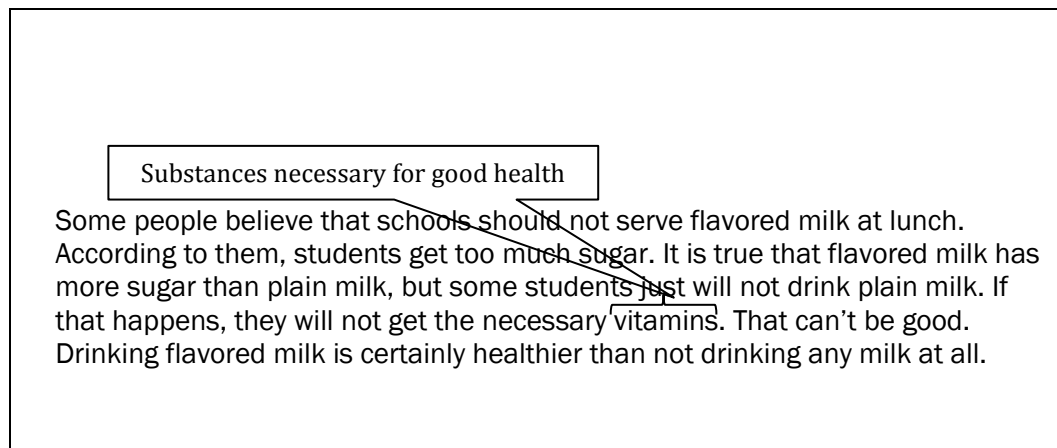 Substances necessary for good health
Some people believe that schools should not serve flavored milk at lunch.
According to them, students get too much sugar. It is true that flavored milk has
more sugar than plain milk, but some students just will not drink plain milk. If
that happens, they will not get the necessary vitamins. That can’t be good.
Drinking flavored milk is certainly healthier than not drinking any milk at all.